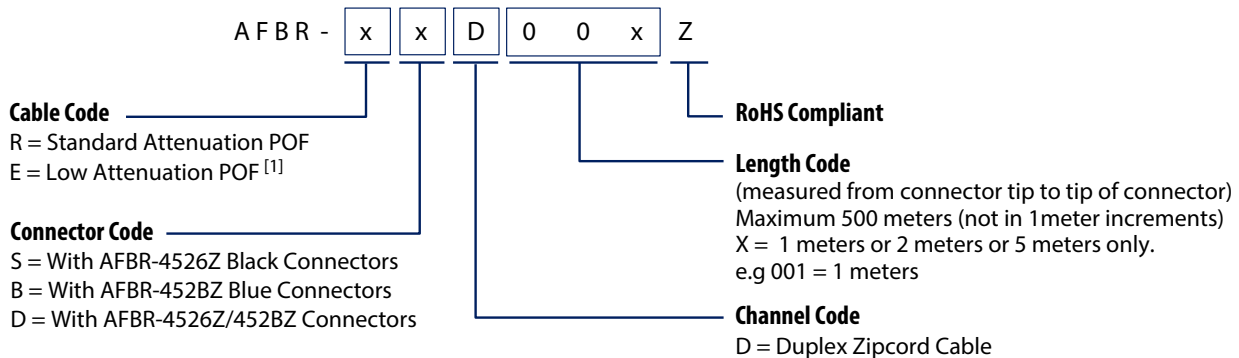 AFBR - x x D 0 0 x Z
Cable Code
R = Standard Attenuation POF
E = Low Attenuation POF [1]
Connector Code
S = With AFBR-4526Z Black Connectors
B = With AFBR-452BZ Blue Connectors
D = With AFBR-4526Z/452BZ Connectors
RoHS Compliant
Length Code
(measured from connector tip to tip of connector)
Maximum 500 meters (not in 1meter increments)
X = 1 meters or 2 meters or 5 meters only.
e.g 001 = 1 meters
Channel Code
D = Duplex Zipcord Cable